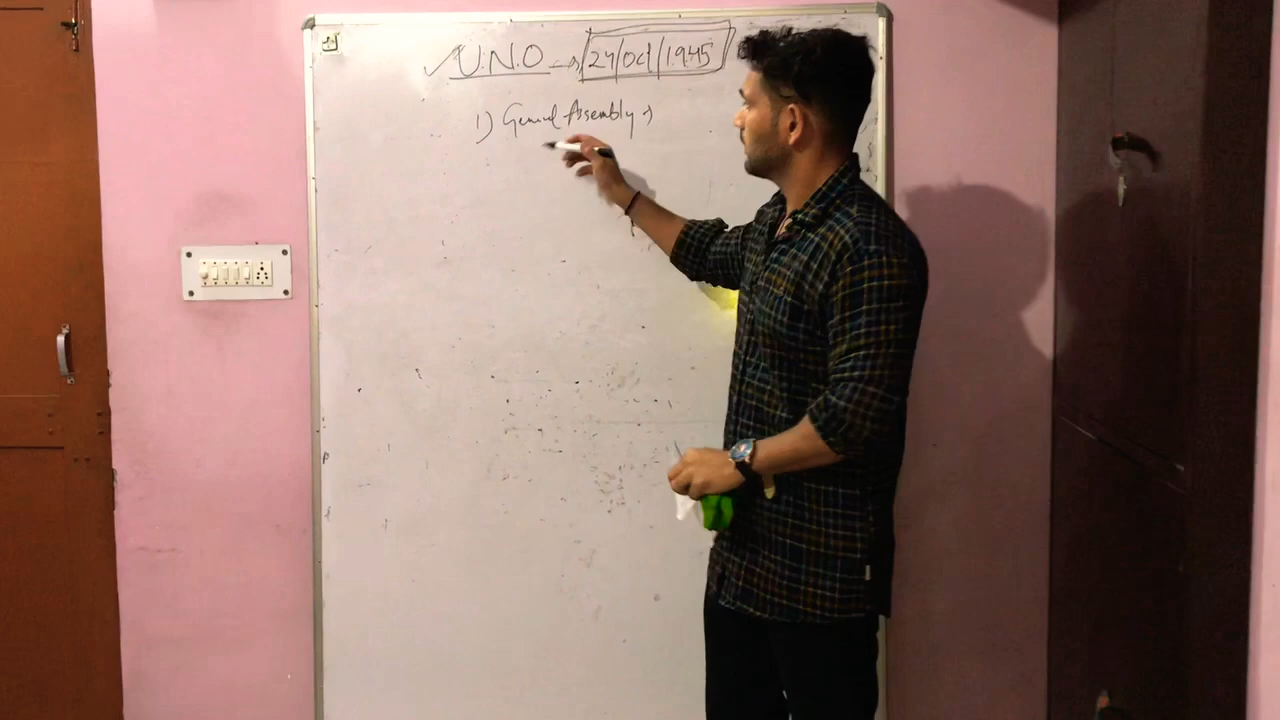 U.N.O → 24/Oct/1945
1) General Assembly →